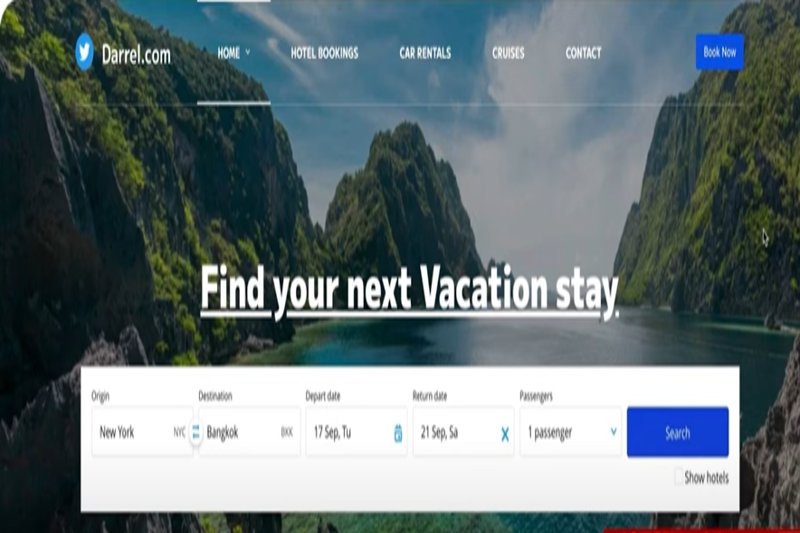 Darrel.com HOME HOTEL BOOKINGS CAR RENTALS CRUISES CONTACT Book Now
Find your next Vacation stay
Origin Destination Depart date Return date Passengers
New York NYC Bangkok BKK 17 Sep, Tu 21 Sep, Sa 1 passenger Search
Show hotels